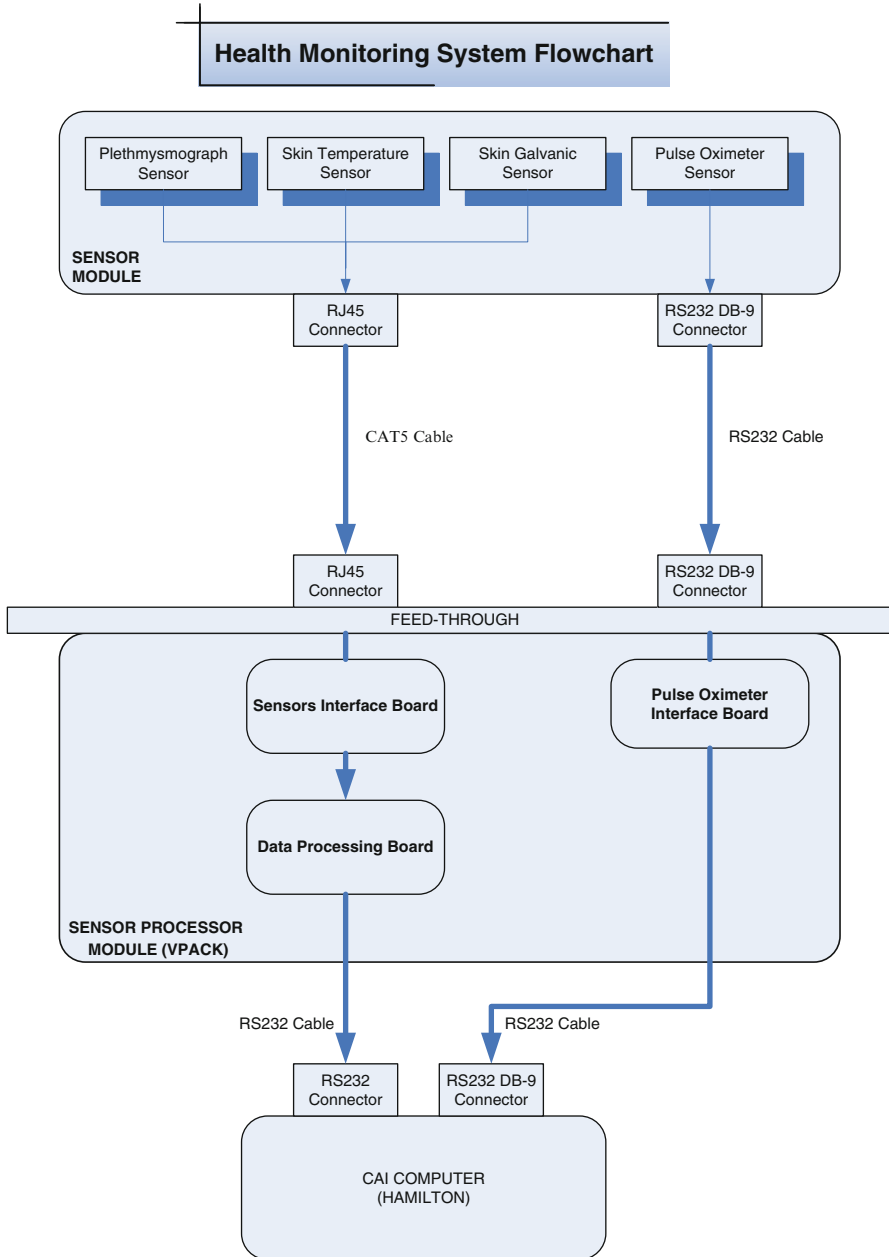 Health Monitoring System Flowchart
Plethmysmograph
Sensor
Skin Temperature
Sensor
Skin Galvanic
Sensor
Pulse Oximeter
Sensor
SENSOR
MODULE
RJ45
Connector
RS232 DB-9
Connector
CAT5 Cable
RS232 Cable
RJ45
Connector
RS232 DB-9
Connector
FEED-THROUGH
Sensors Interface Board
Pulse Oximeter
Interface Board
Data Processing Board
SENSOR PROCESSOR
MODULE (VPACK)
RS232 Cable
RS232 Cable
RS232
Connector
RS232 DB-9
Connector
CAI COMPUTER
(HAMILTON)